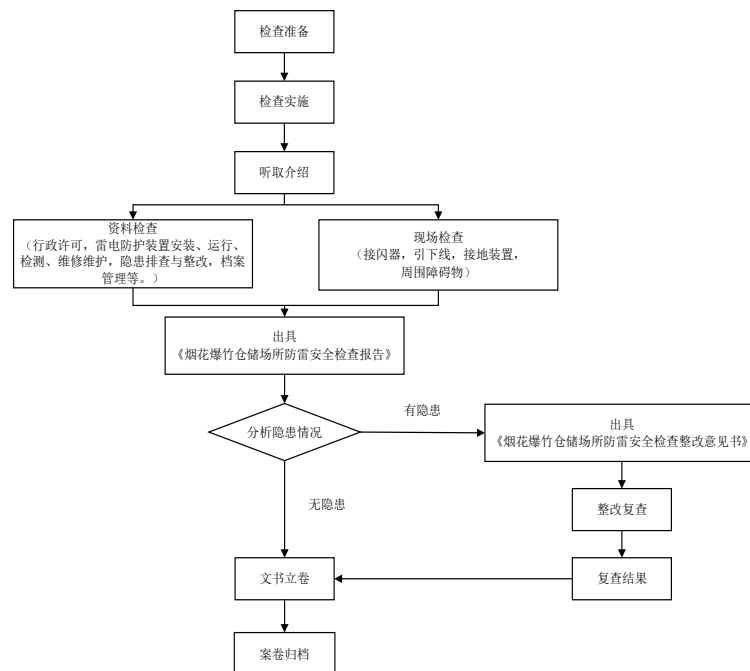 检查准备
检查实施
听取介绍
资料检查
（行政许可，雷电防护装置安装、运行、
检测、维修维护，隐患排查与整改，档案
管理等。）
现场检查
（接闪器，引下线，接地装置，
周围障碍物）
出具
《烟花爆竹仓储场所防雷安全检查报告》
分析隐患情况
有隐患
出具
《烟花爆竹仓储场所防雷安全检查整改意见书》
无隐患
整改复查
文书立卷
复查结果
案卷归档